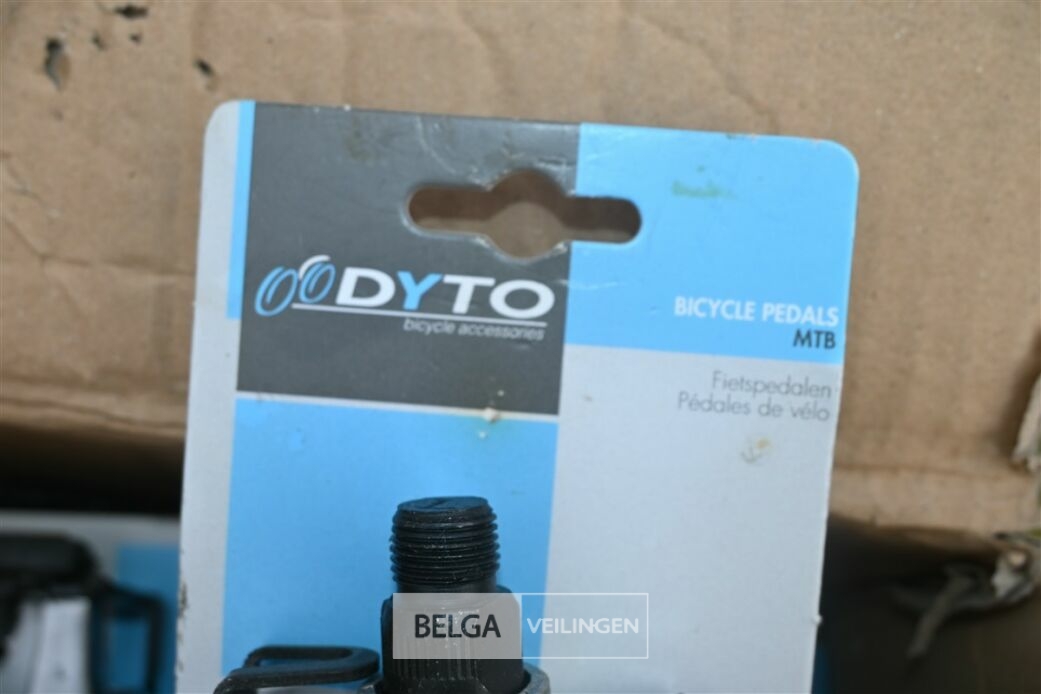 DYTO
bicycle accessories
BICYCLE PEDALS
MTB
Fietspedalen
Pédales de vélo
BELGA VEILINGEN